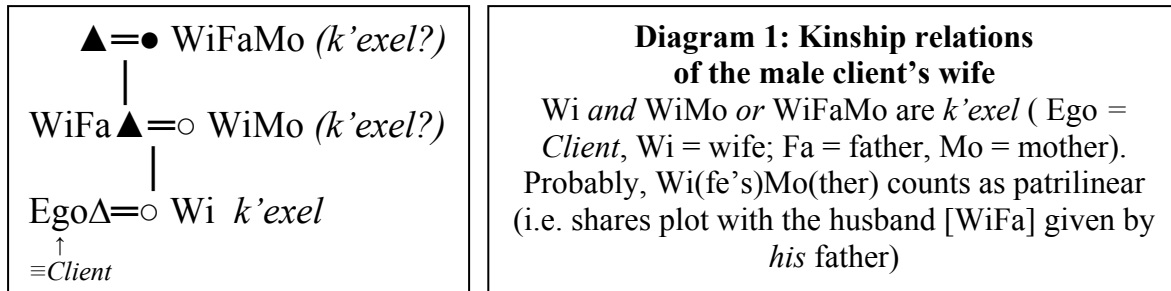 ▲═● WiFaMo (k’exel?)
WiFa▲═○ WiMo (k’exel?)
Ego∆═○ Wi k’exel
↑
≡Client
Diagram 1: Kinship relations
of the male client’s wife
Wi and WiMo or WiFaMo are k’exel ( Ego =
Client, Wi = wife; Fa = father, Mo = mother).
Probably, Wi(fe’s)Mo(ther) counts as patrilinear
(i.e. shares plot with the husband [WiFa] given by
his father)